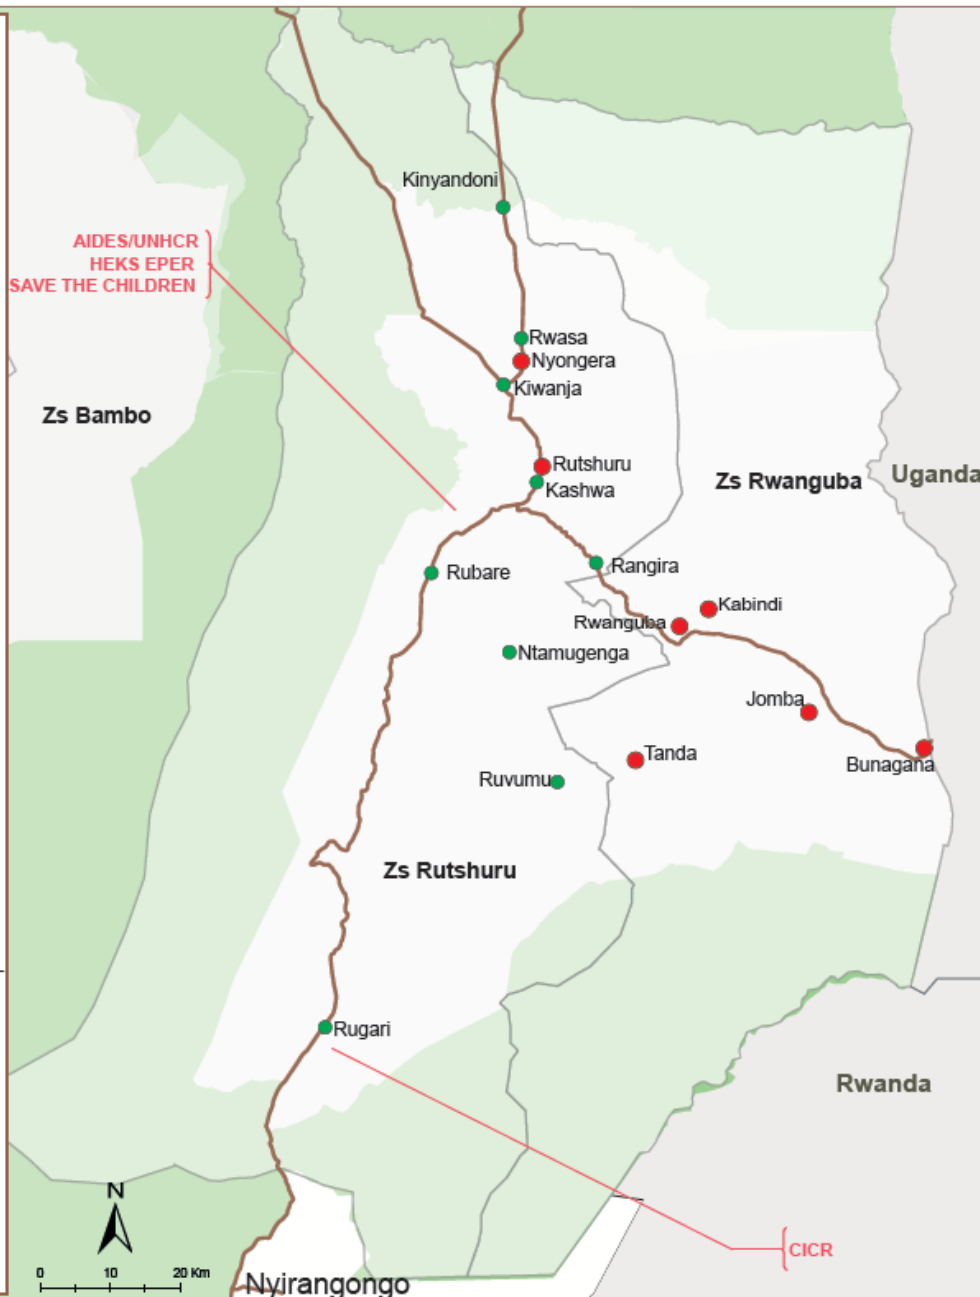 Kinyandoni
AIDES/UNHCR
HEKS EPER
SAVE THE CHILDREN
Rwasa
Nyongera
Kiwanja
Zs Bambo
Rutshuru
Kashwa
Zs Rwanguba
Uganda
Rangira
Rubare
Kabindi
Rwanguba
Ntamugenga
Jomba
Tanda
Bunagana
Ruvumu
Zs Rutshuru
Rugari
Rwanda
N
CICR
0 10 20 Km
Nyirangongo